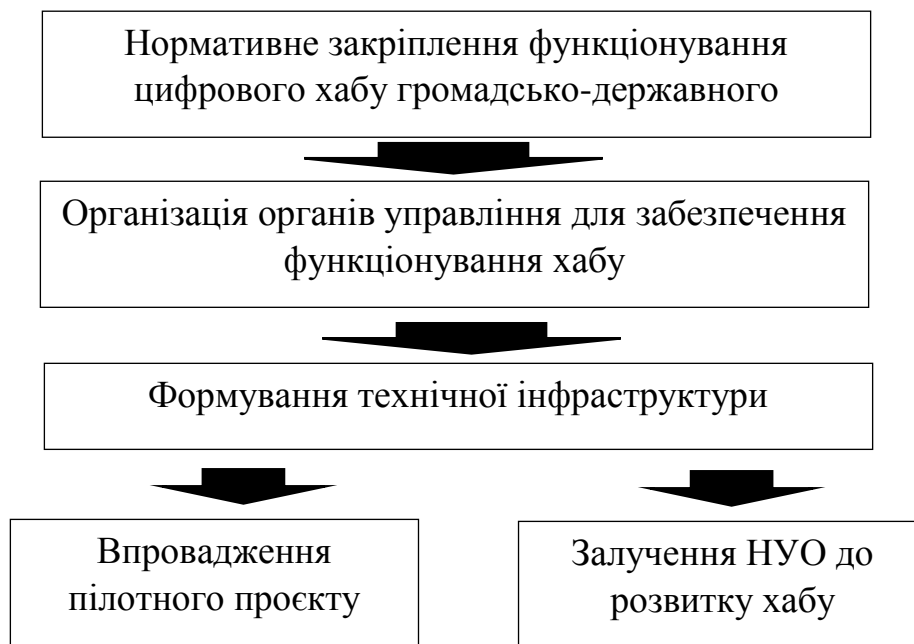 Нормативне закріплення функціонування
цифрового хабу громадсько-державного
Організація органів управління для забезпечення
функціонування хабу
Формування технічної інфраструктури
Впровадження
пілотного проєкту
Залучення НУО до
розвитку хабу